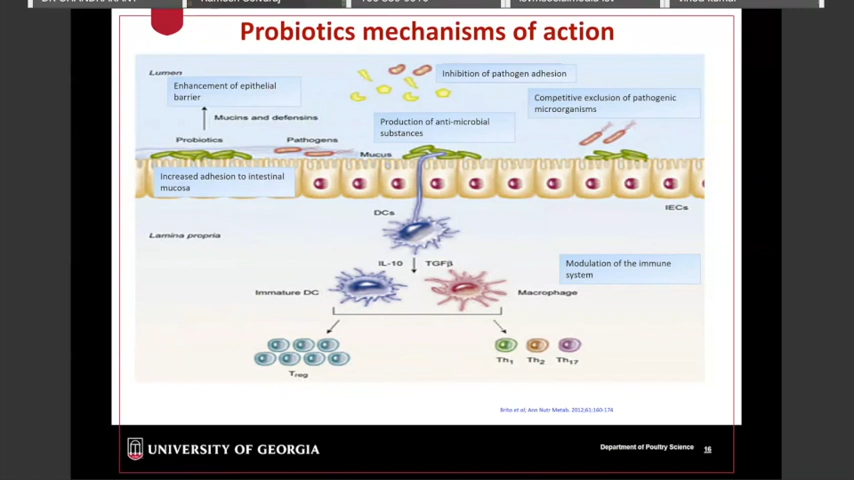 Probiotics mechanisms of action
Lumen
Enhancement of epithelial
barrier
Inhibition of pathogen adhesion
Competitive exclusion of pathogenic
microorganisms
Mucins and defensins
Production of anti-microbial
substances
Probiotics
Pathogens
Mucus
Increased adhesion to intestinal
mucosa
IECs
DCs
Lamina propria
IL-10
TGFβ
Modulation of the immune
system
Immature DC
Macrophage
Treg
Th1
Th2
Th17
Brito et al, Ann Nutr Metab. 2012;61:160-174
UNIVERSITY OF GEORGIA
Department of Poultry Science
16